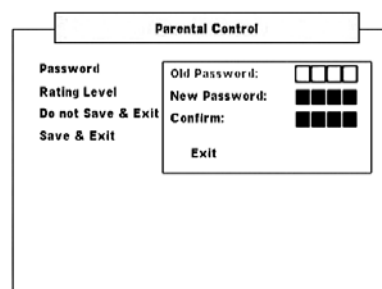 Parental Control
Password
Rating Level
Do not Save & Exit
Save & Exit
Old Password:
New Password:
Confirm:
Exit